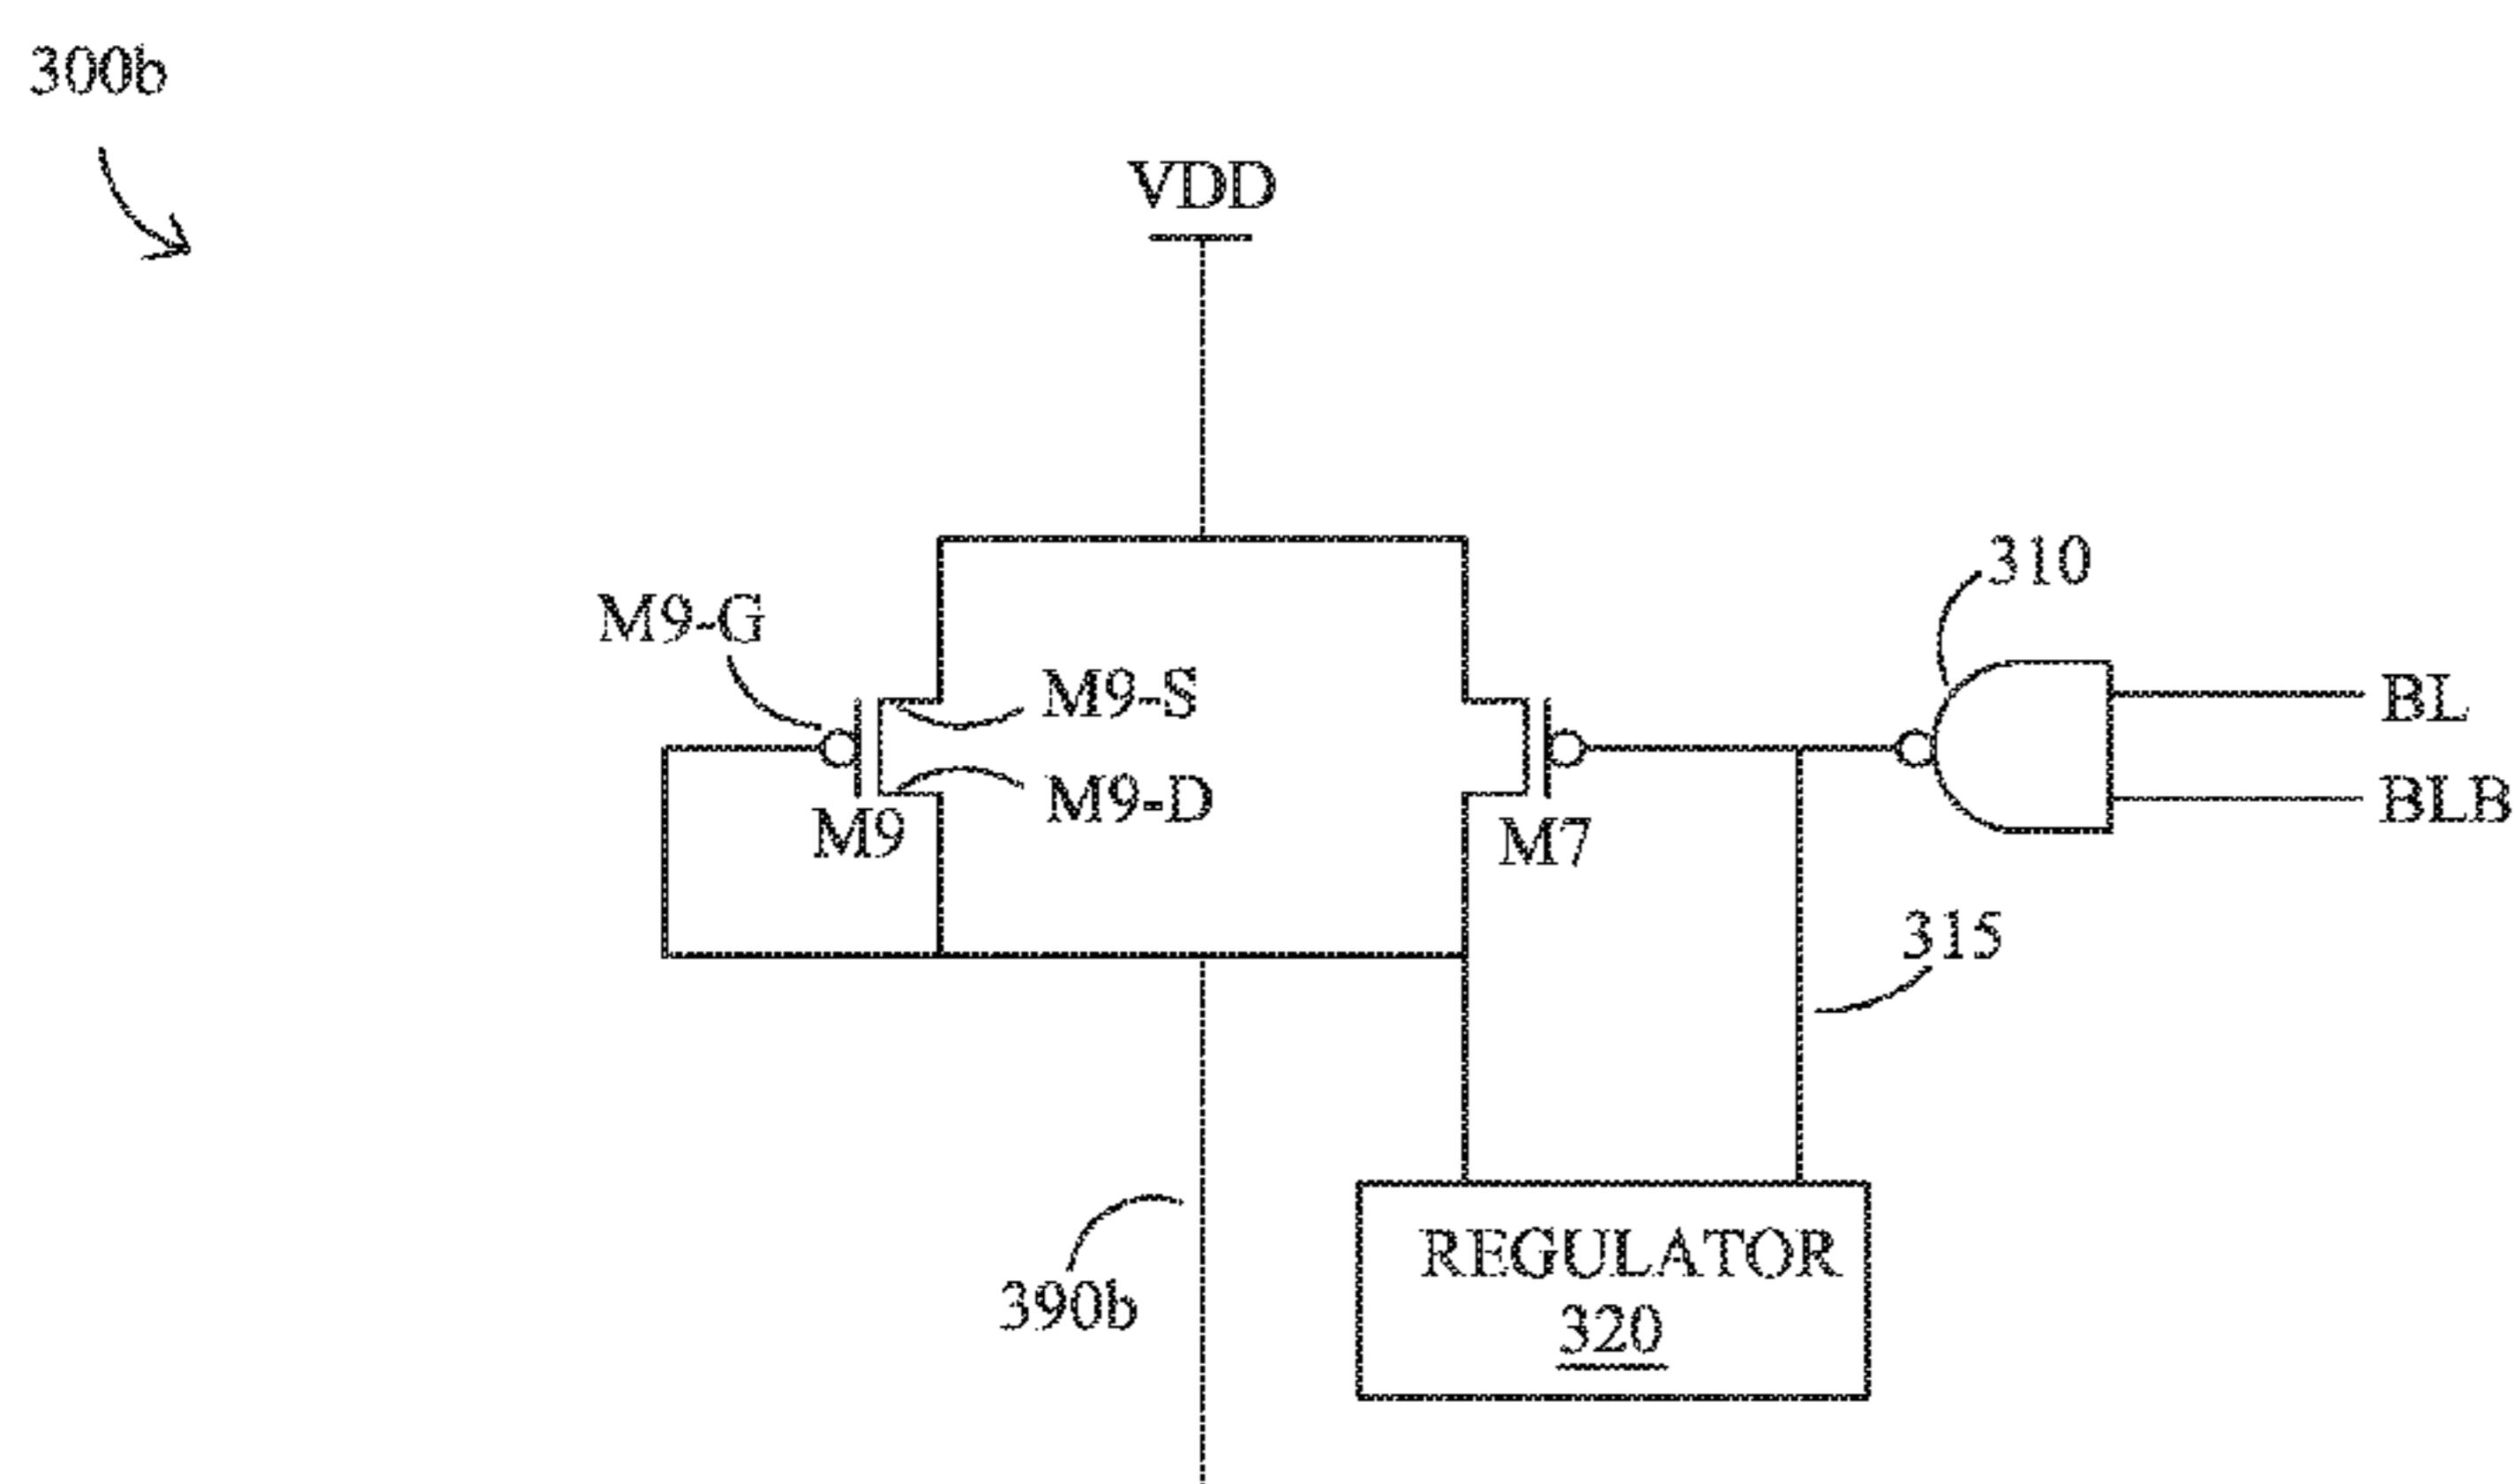 300b
VDD
310
M9-G
M9-S
BL
M9-D
BLB
M9
M7
315
REGULATOR
320
390b